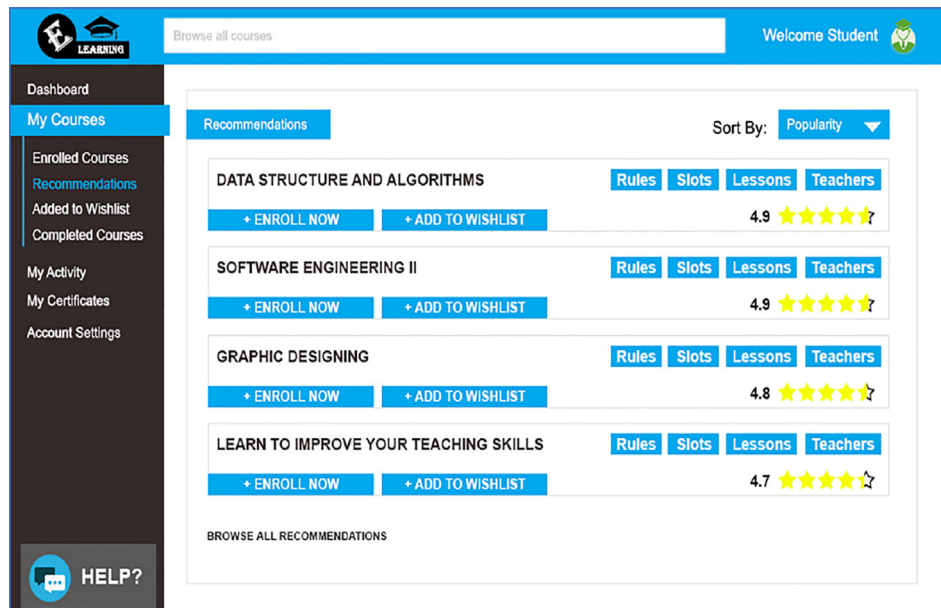 E
LEARNING
Browse all courses
Welcome Student
Dashboard
My Courses
Enrolled Courses
Recommendations
Added to Wishlist
Completed Courses
My Activity
My Certificates
Account Settings
HELP?
Recommendations
Sort By: Popularity
DATA STRUCTURE AND ALGORITHMS Rules Slots Lessons Teachers
+ ENROLL NOW + ADD TO WISHLIST 4.9
SOFTWARE ENGINEERING II Rules Slots Lessons Teachers
+ ENROLL NOW + ADD TO WISHLIST 4.9
GRAPHIC DESIGNING Rules Slots Lessons Teachers
+ ENROLL NOW + ADD TO WISHLIST 4.8
LEARN TO IMPROVE YOUR TEACHING SKILLS Rules Slots Lessons Teachers
+ ENROLL NOW + ADD TO WISHLIST 4.7
BROWSE ALL RECOMMENDATIONS